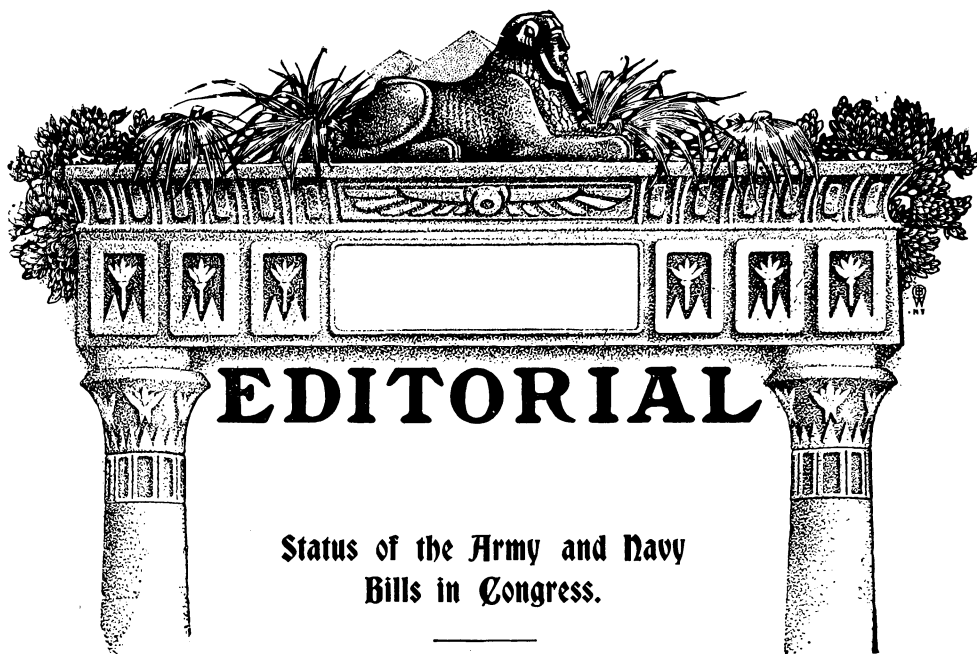 EDITORIAL
Status of the Army and Navy
Bills in Congress.